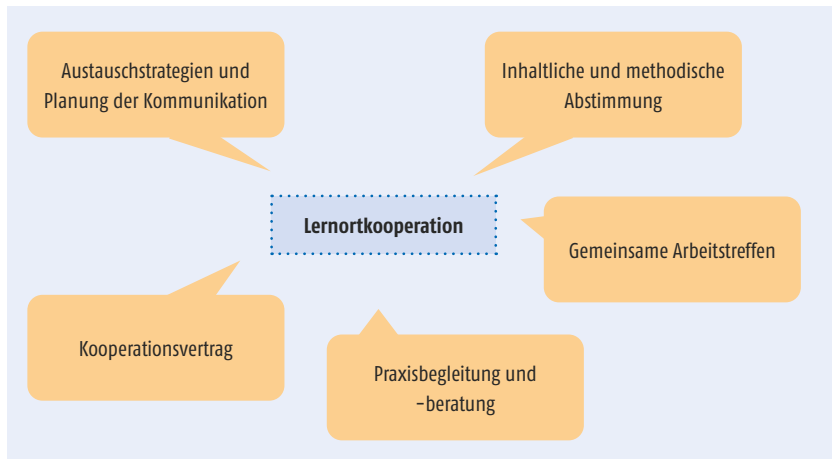 Austauschstrategien und
Planung der Kommunikation
Inhaltliche und methodische
Abstimmung
Lernortkooperation
Gemeinsame Arbeitstreffen
Kooperationsvertrag
Praxisbegleitung und
-beratung